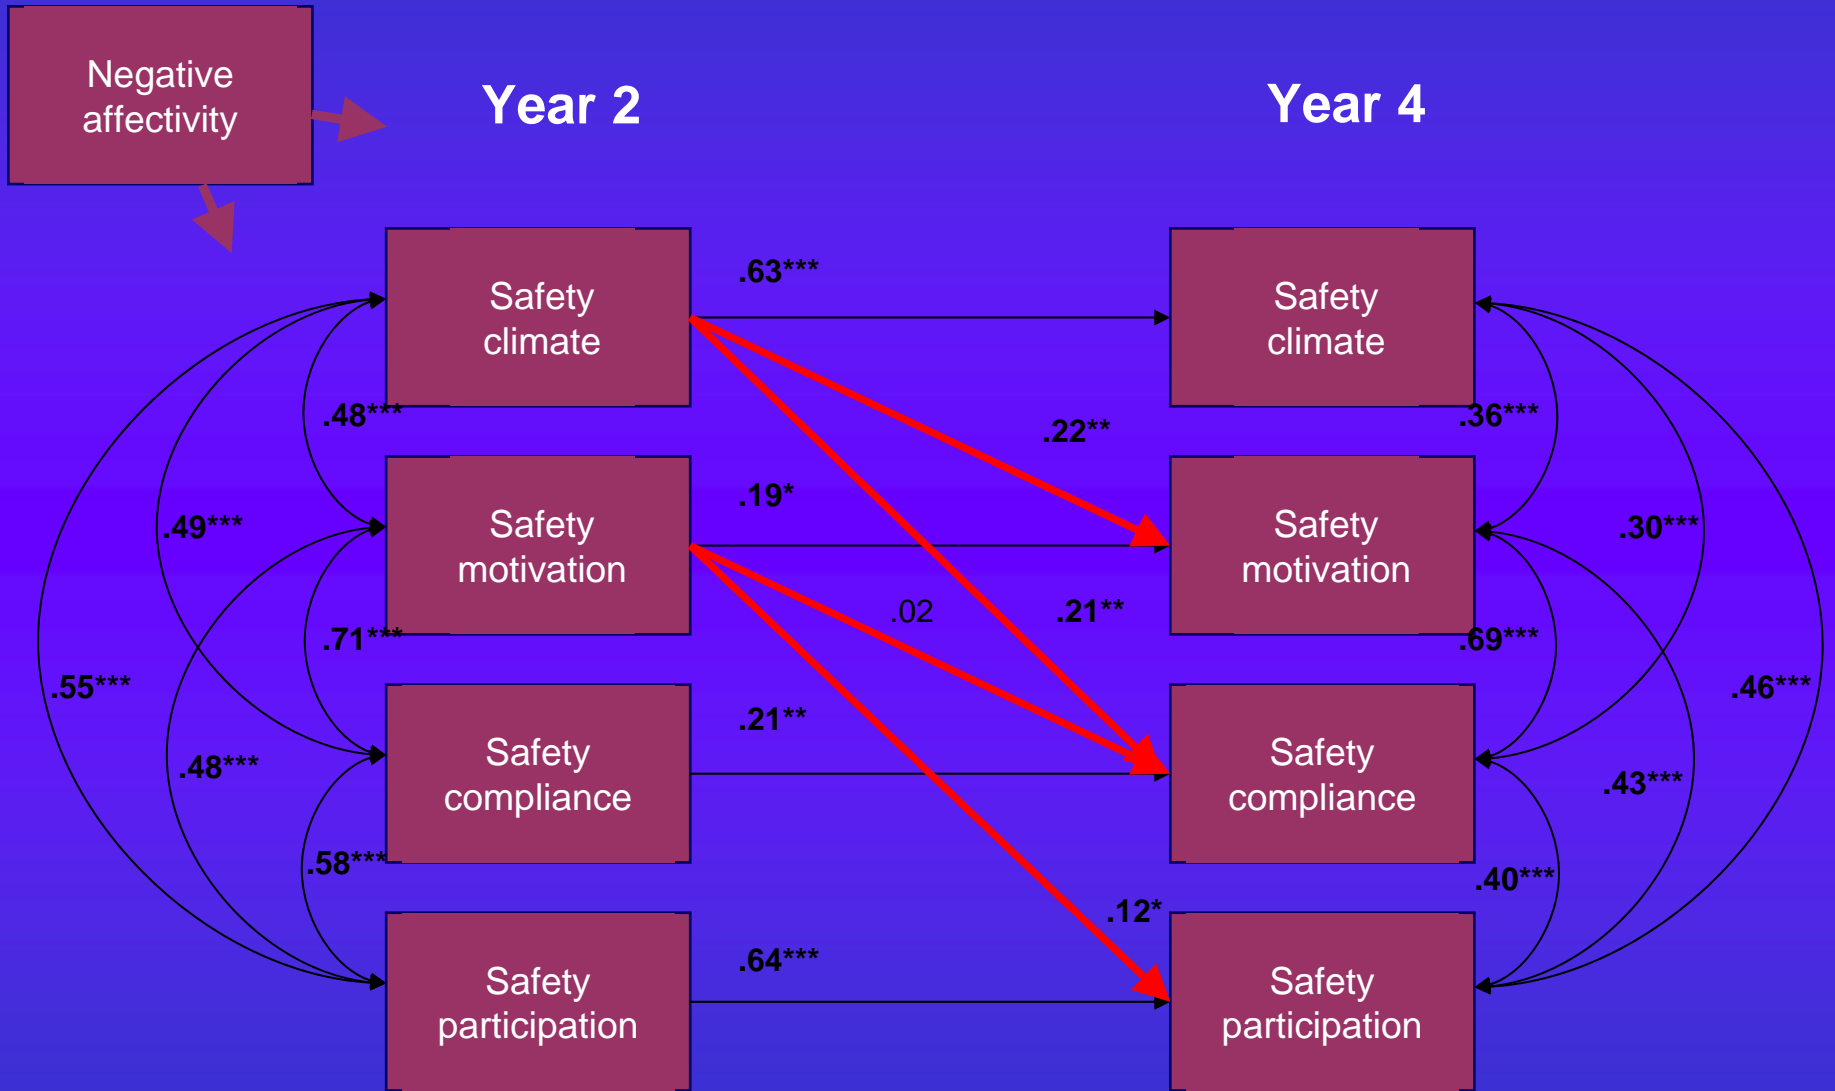 Negative
affectivity
Year 2
Year 4
Safety
climate
.63***
Safety
climate
.48***
.22**
.36***
Safety
motivation
.19*
Safety
motivation
.49***
.30***
.02
.21**
.71***
.69***
.55***
.46***
Safety
compliance
.21**
Safety
compliance
.48***
.43***
.58***
.40***
.12*
Safety
participation
.64***
Safety
participation